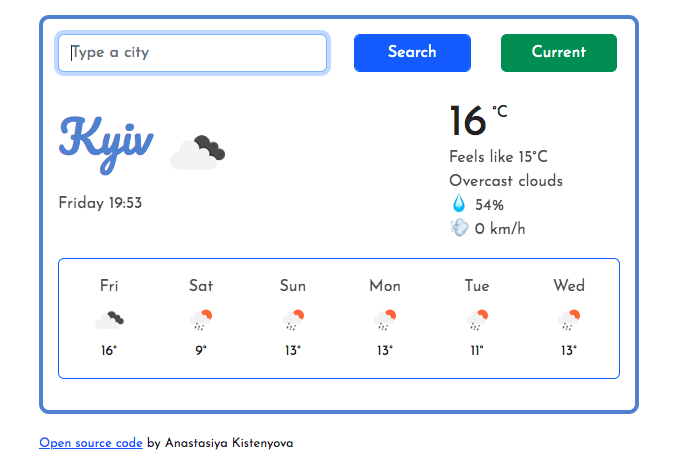 Type a city
Search
Current
Kyiv
Friday 19:53
16 °C
Feels like 15°C
Overcast clouds
54%
0 km/h
Fri Sat Sun Mon Tue Wed
16° 9° 13° 13° 11° 13°
Open source code by Anastasiya Kistenyova